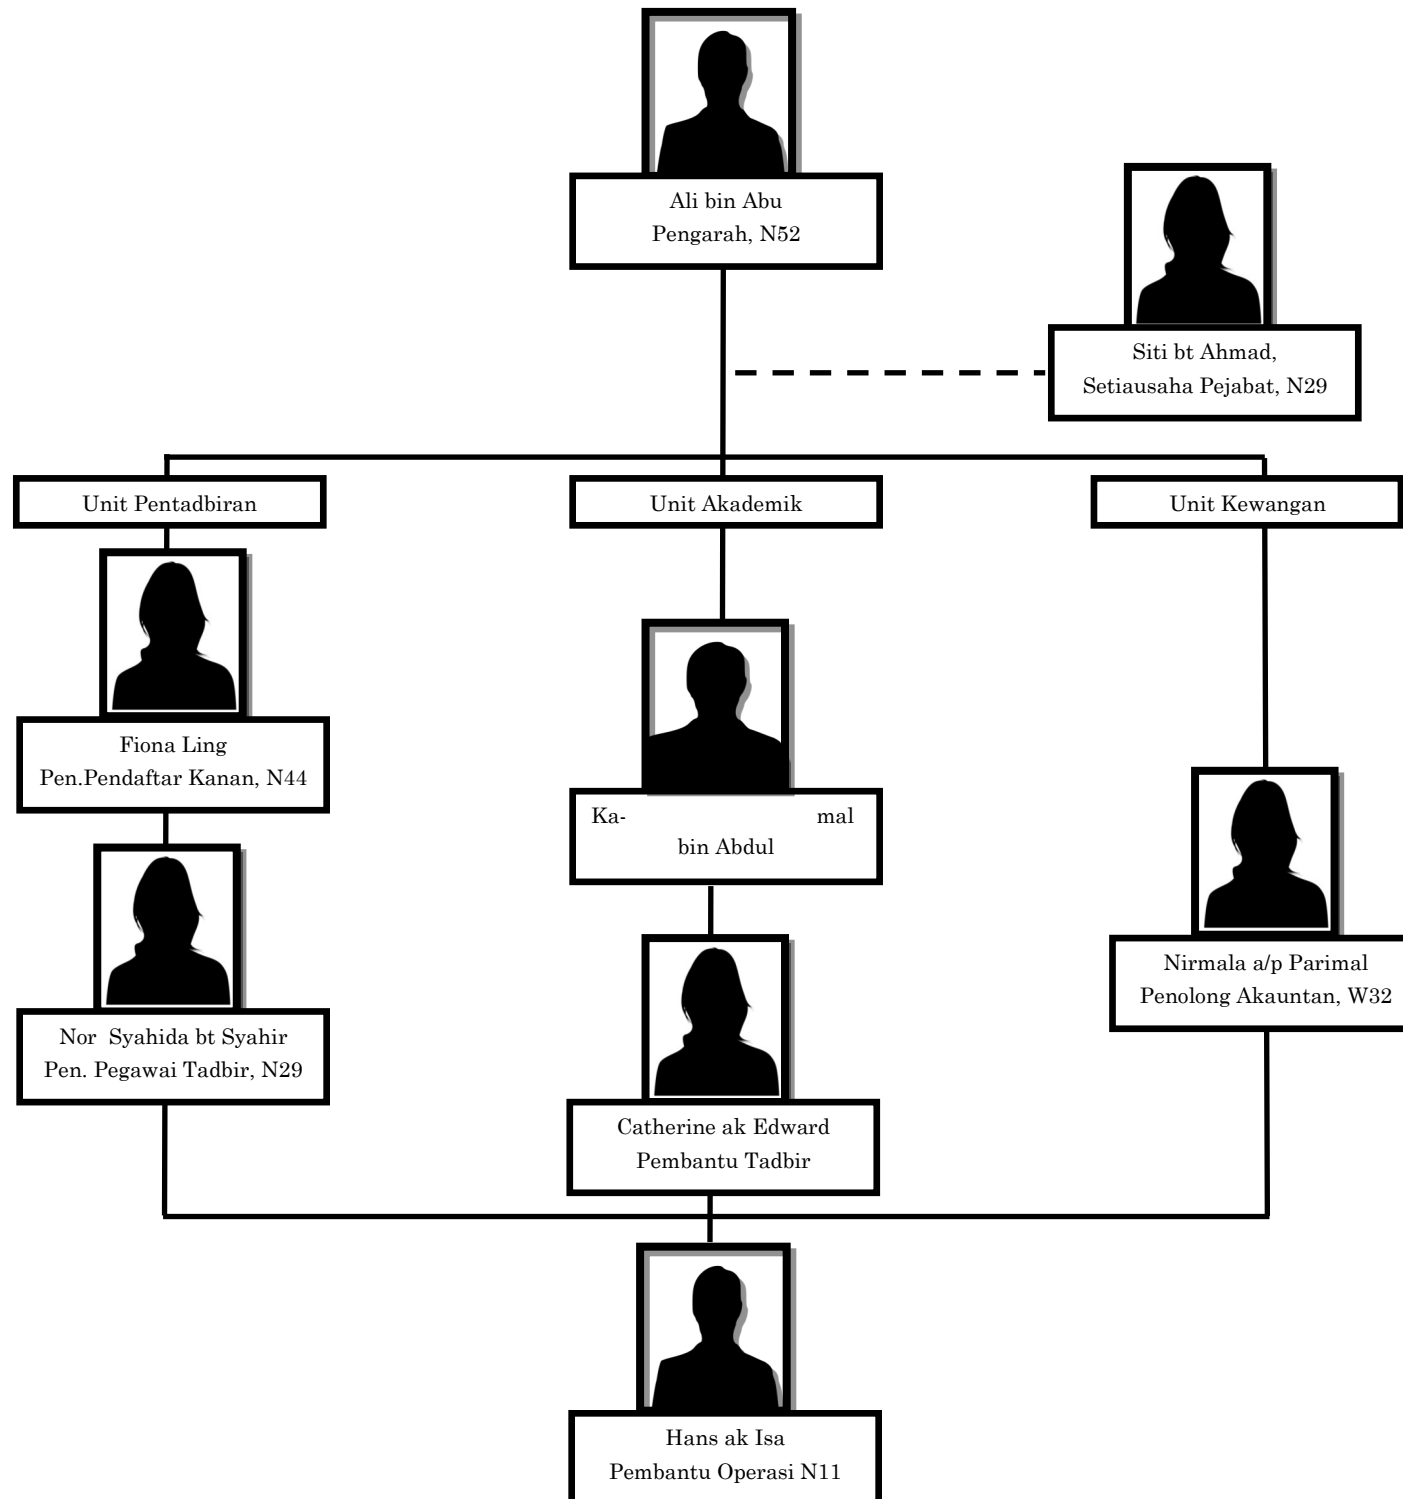 Ali bin Abu
Pengarah, N52
Siti bt Ahmad,
Setiausaha Pejabat, N29
Unit Pentadbiran
Unit Akademik
Unit Kewangan
Fiona Ling
Pen.Pendaftar Kanan, N44
Ka- mal
bin Abdul
Nor Syahida bt Syahir
Pen. Pegawai Tadbir, N29
Nirmala a/p Parimal
Penolong Akauntan, W32
Catherine ak Edward
Pembantu Tadbir
Hans ak Isa
Pembantu Operasi N11